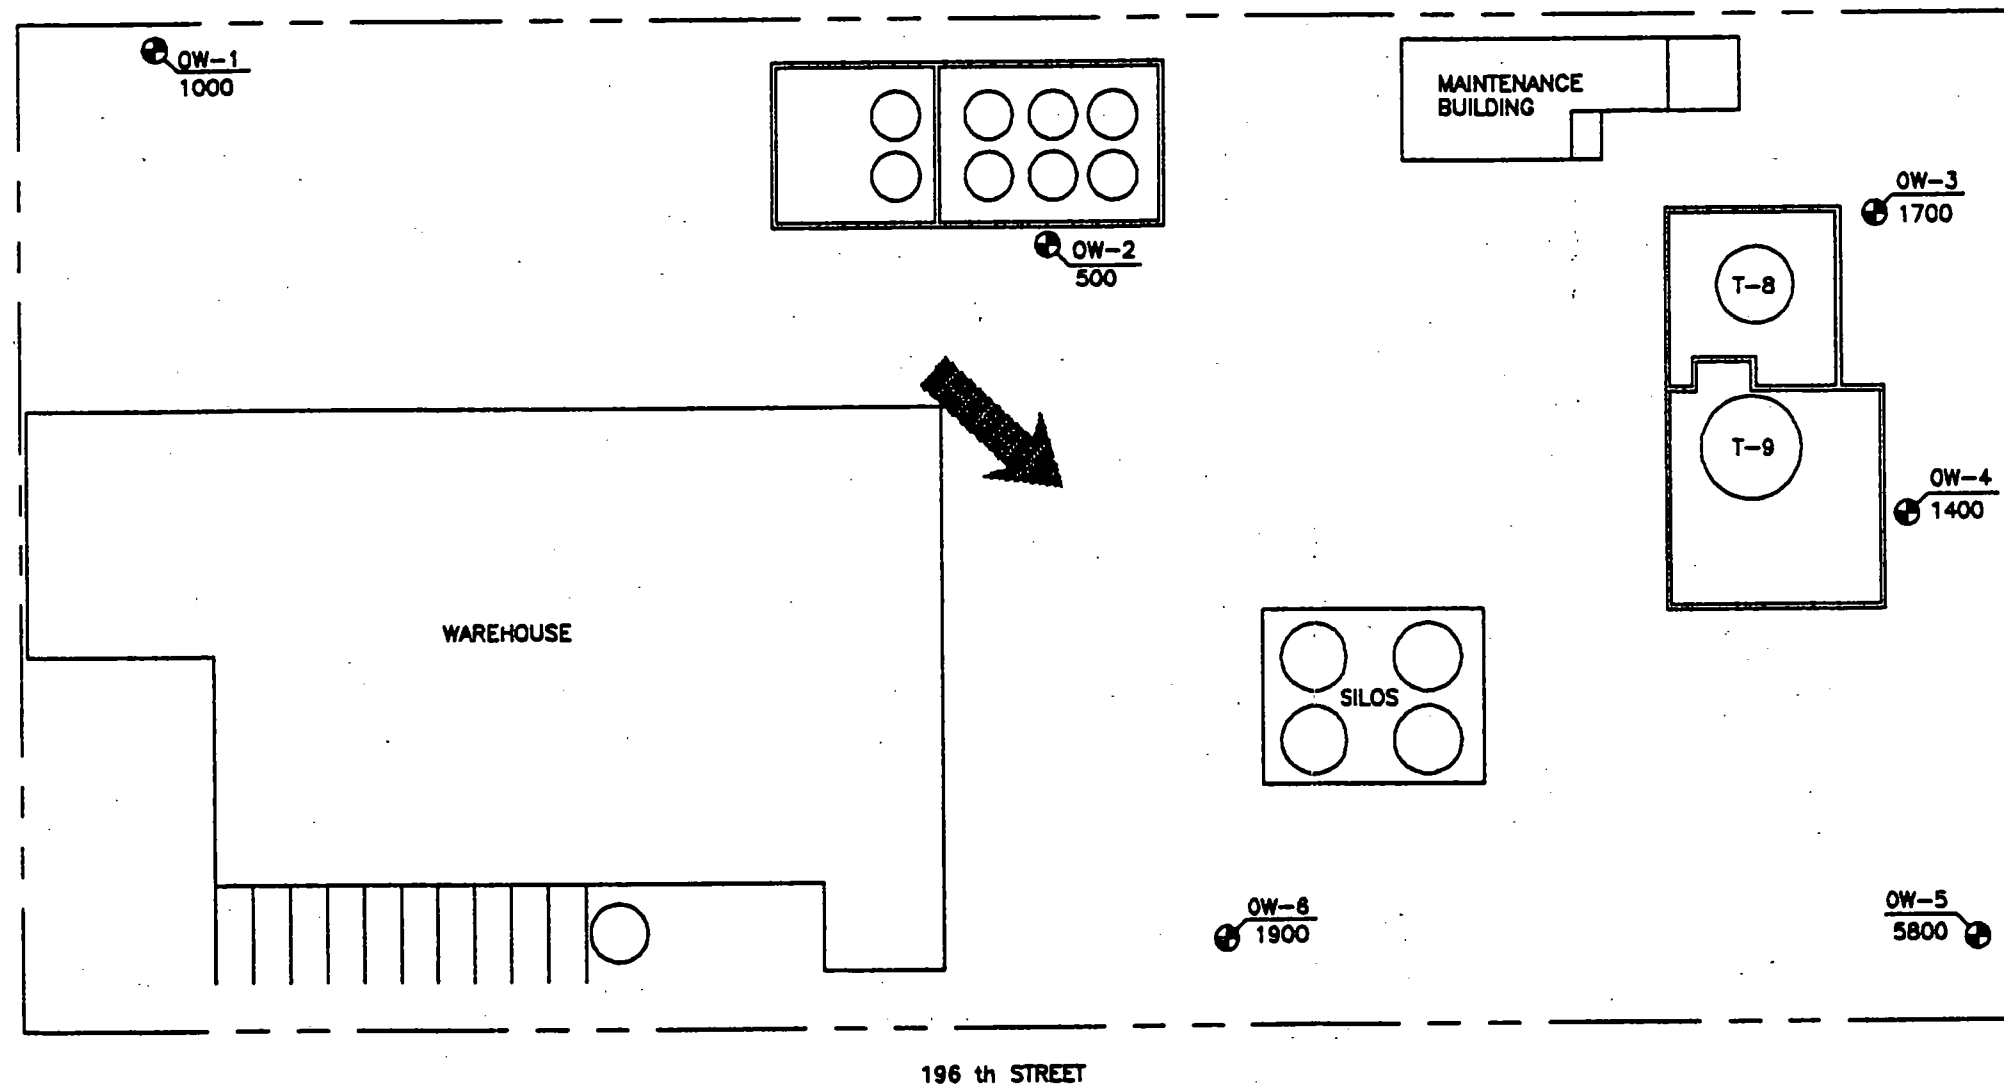 OW-1
1000
MAINTENANCE
BUILDING
OW-3
1700
OW-2
500
T-8
T-9
OW-4
1400
WAREHOUSE
SILOS
OW-6
1900
OW-5
5800
196 th STREET